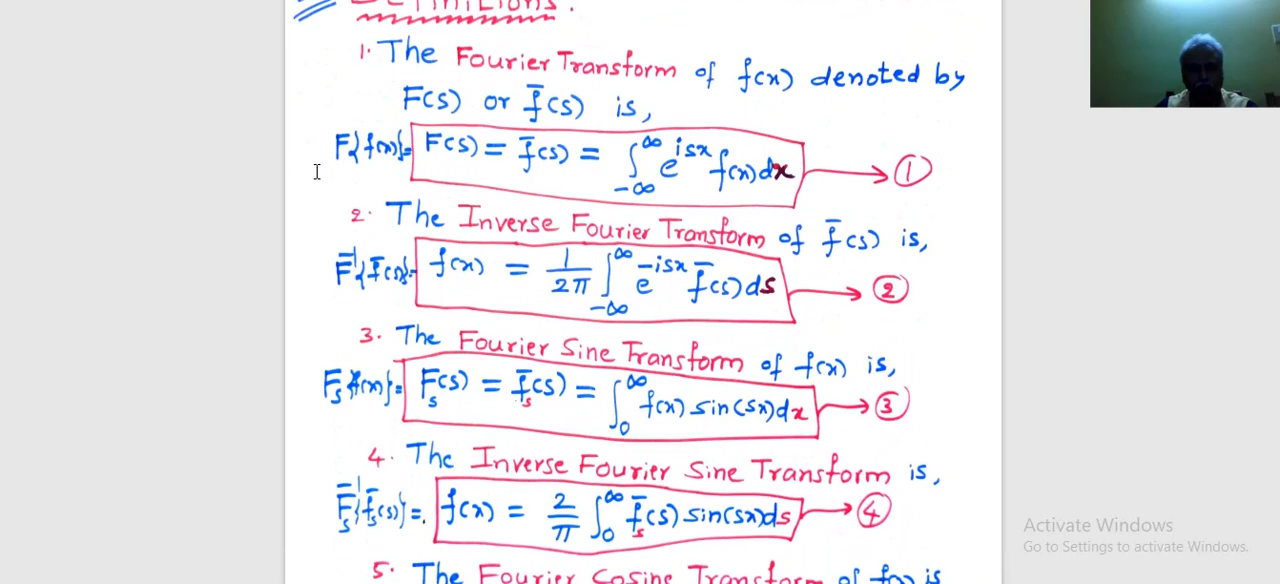 Definitions:
1. The Fourier Transform of f(x) denoted by
F(s) or f̄(s) is,
F{f(x)}= F(s) = f̄(s) = ∫_{-∞}^{∞} e^{isx} f(x)dx → ①
2. The Inverse Fourier Transform of f̄(s) is,
F⁻¹{f̄(s)}= f(x) = 1/2π ∫_{-∞}^{∞} e^{-isx} f̄(s)ds → ②
3. The Fourier Sine Transform of f(x) is,
F_s{f(x)}= F_s(s) = f̄_s(s) = ∫_0^∞ f(x) sin(sx)dx → ③
4. The Inverse Fourier Sine Transform is,
F_s⁻¹{f̄_s(s)}= f(x) = 2/π ∫_0^∞ f̄_s(s) sin(sx)ds → ④
5. The Fourier Cosine Transform of f(x) is
Activate Windows
Go to Settings to activate Windows.